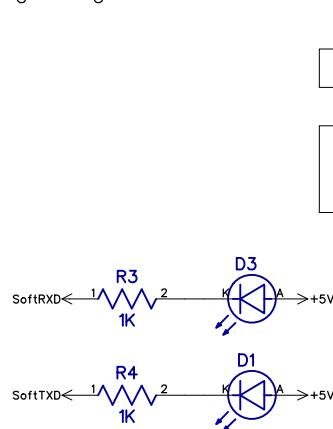 R3 D3
SoftRXD 1 2 K A +5V
1K
R4 D1
SoftTXD 1 2 K A +5V
1K